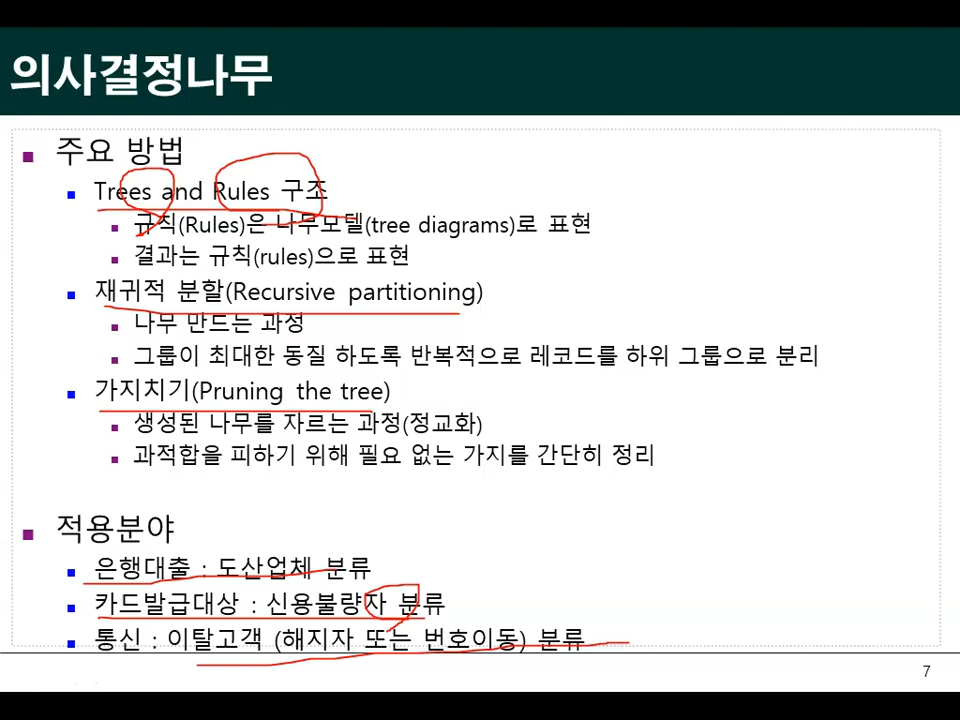 의사결정나무
주요 방법
Trees and Rules 구조
규칙(Rules)은 나무모델(tree diagrams)로 표현
결과는 규칙(rules)으로 표현
재귀적 분할(Recursive partitioning)
나무 만드는 과정
그룹이 최대한 동질 하도록 반복적으로 레코드를 하위 그룹으로 분리
가지치기(Pruning the tree)
생성된 나무를 자르는 과정(정교화)
과적합을 피하기 위해 필요 없는 가지를 간단히 정리
적용분야
은행대출 : 도산업체 분류
카드발급대상 : 신용불량자 분류
통신 : 이탈고객 (해지자 또는 번호이동) 분류
7